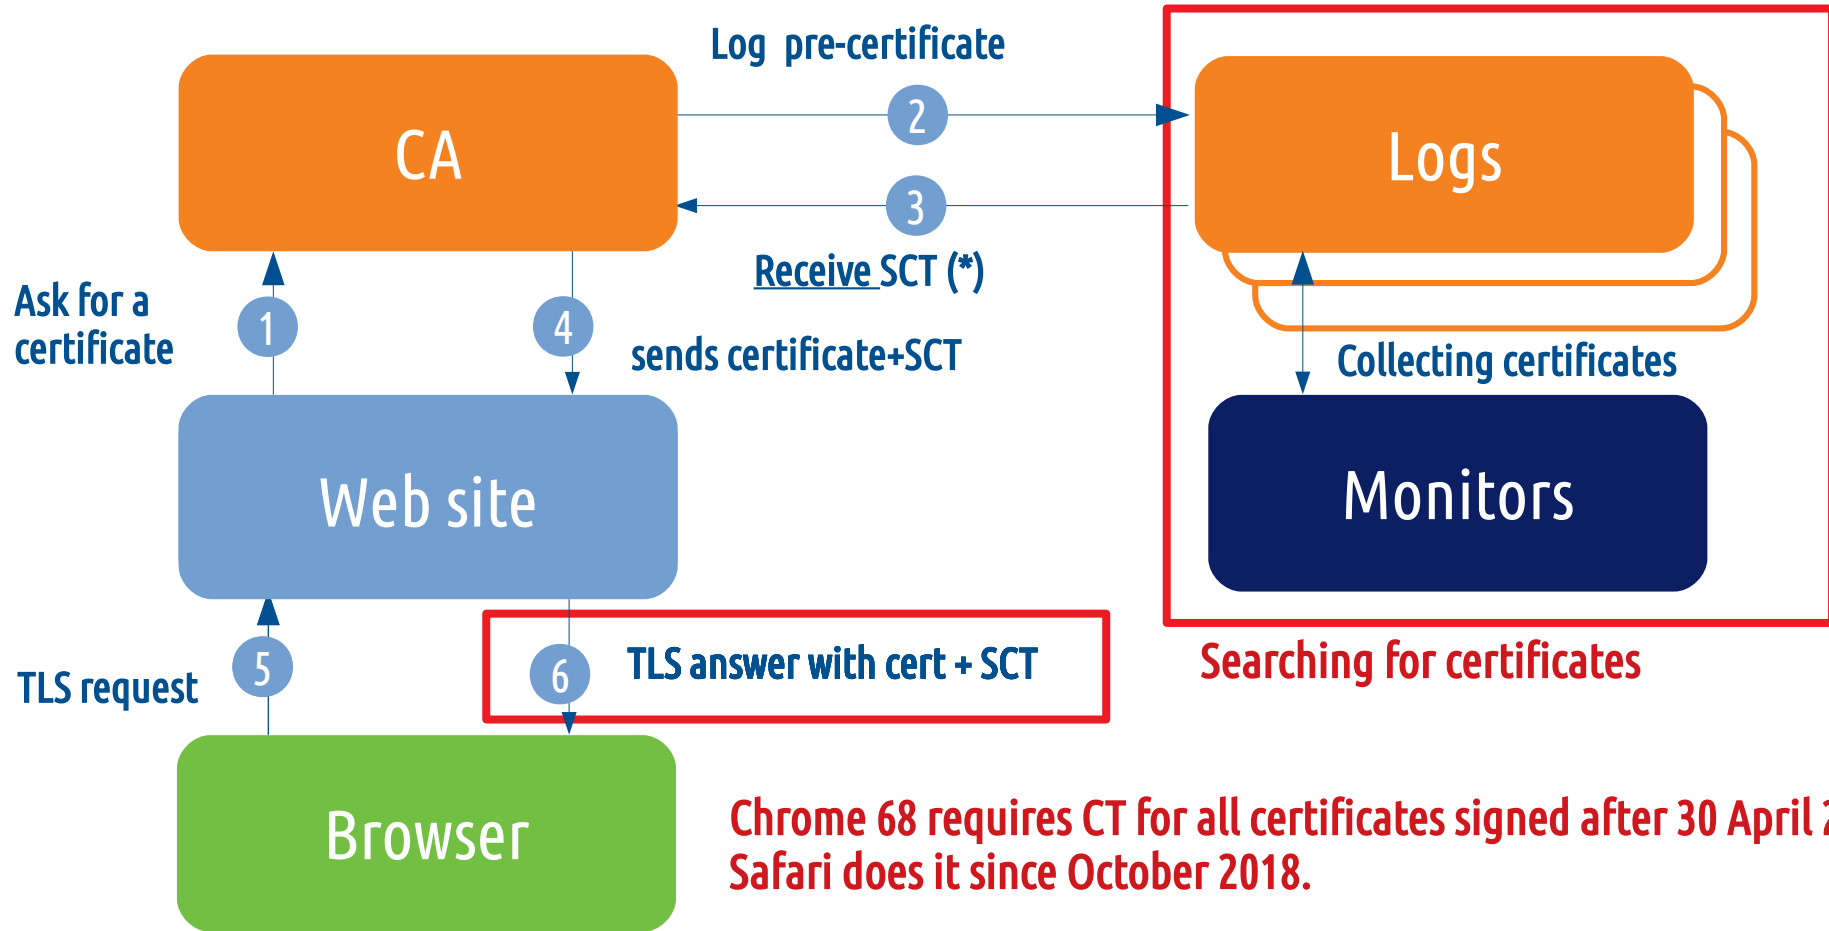 Log pre-certificate
CA
2
Logs
3
Receive SCT (*)
Ask for a
certificate
1
4
sends certificate+SCT
Collecting certificates
Web site
Monitors
TLS request
5
6
TLS answer with cert + SCT
Searching for certificates
Browser
Chrome 68 requires CT for all certificates signed after 30 April
Safari does it since October 2018.